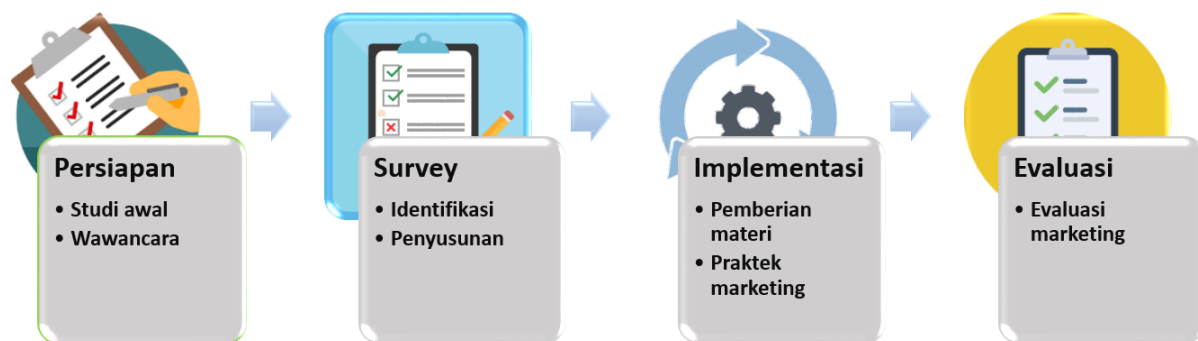 Persiapan
• Studi awal
• Wawancara
Survey
• Identifikasi
• Penyusunan
Implementasi
• Pemberian
materi
• Praktek
marketing
Evaluasi
• Evaluasi
marketing